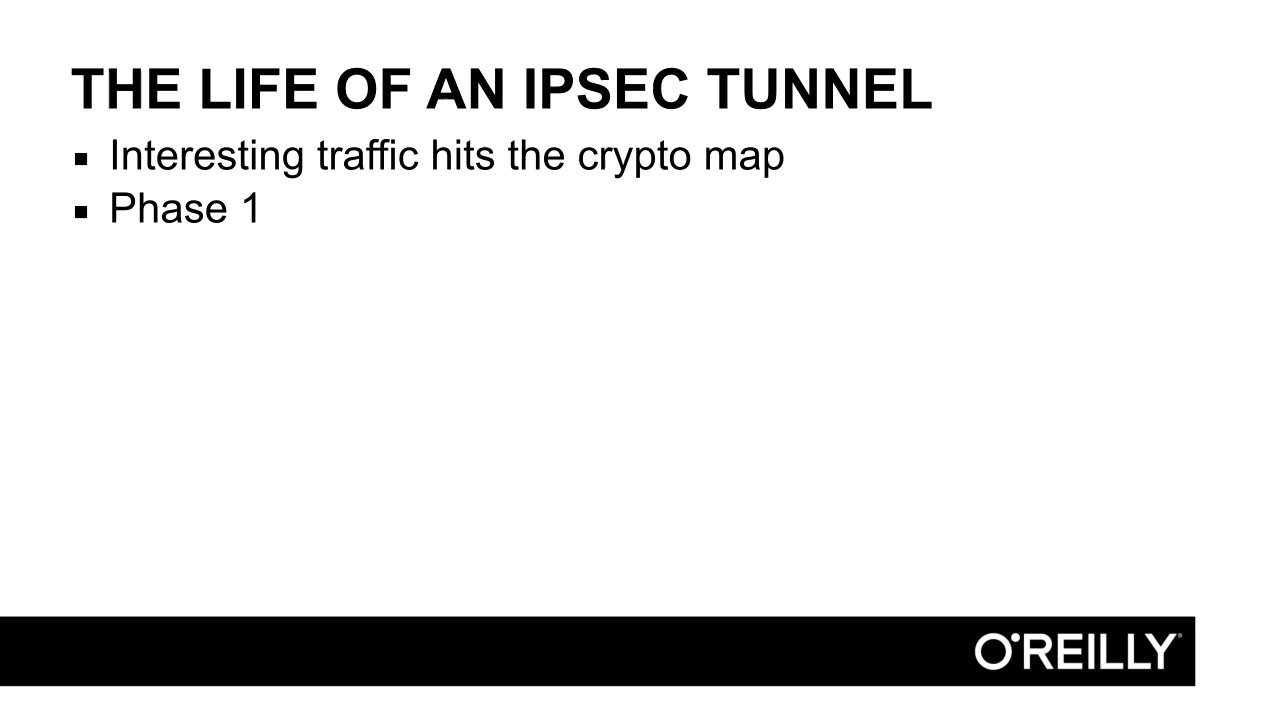 THE LIFE OF AN IPSEC TUNNEL
▪ Interesting traffic hits the crypto map
▪ Phase 1
O'REILLY®